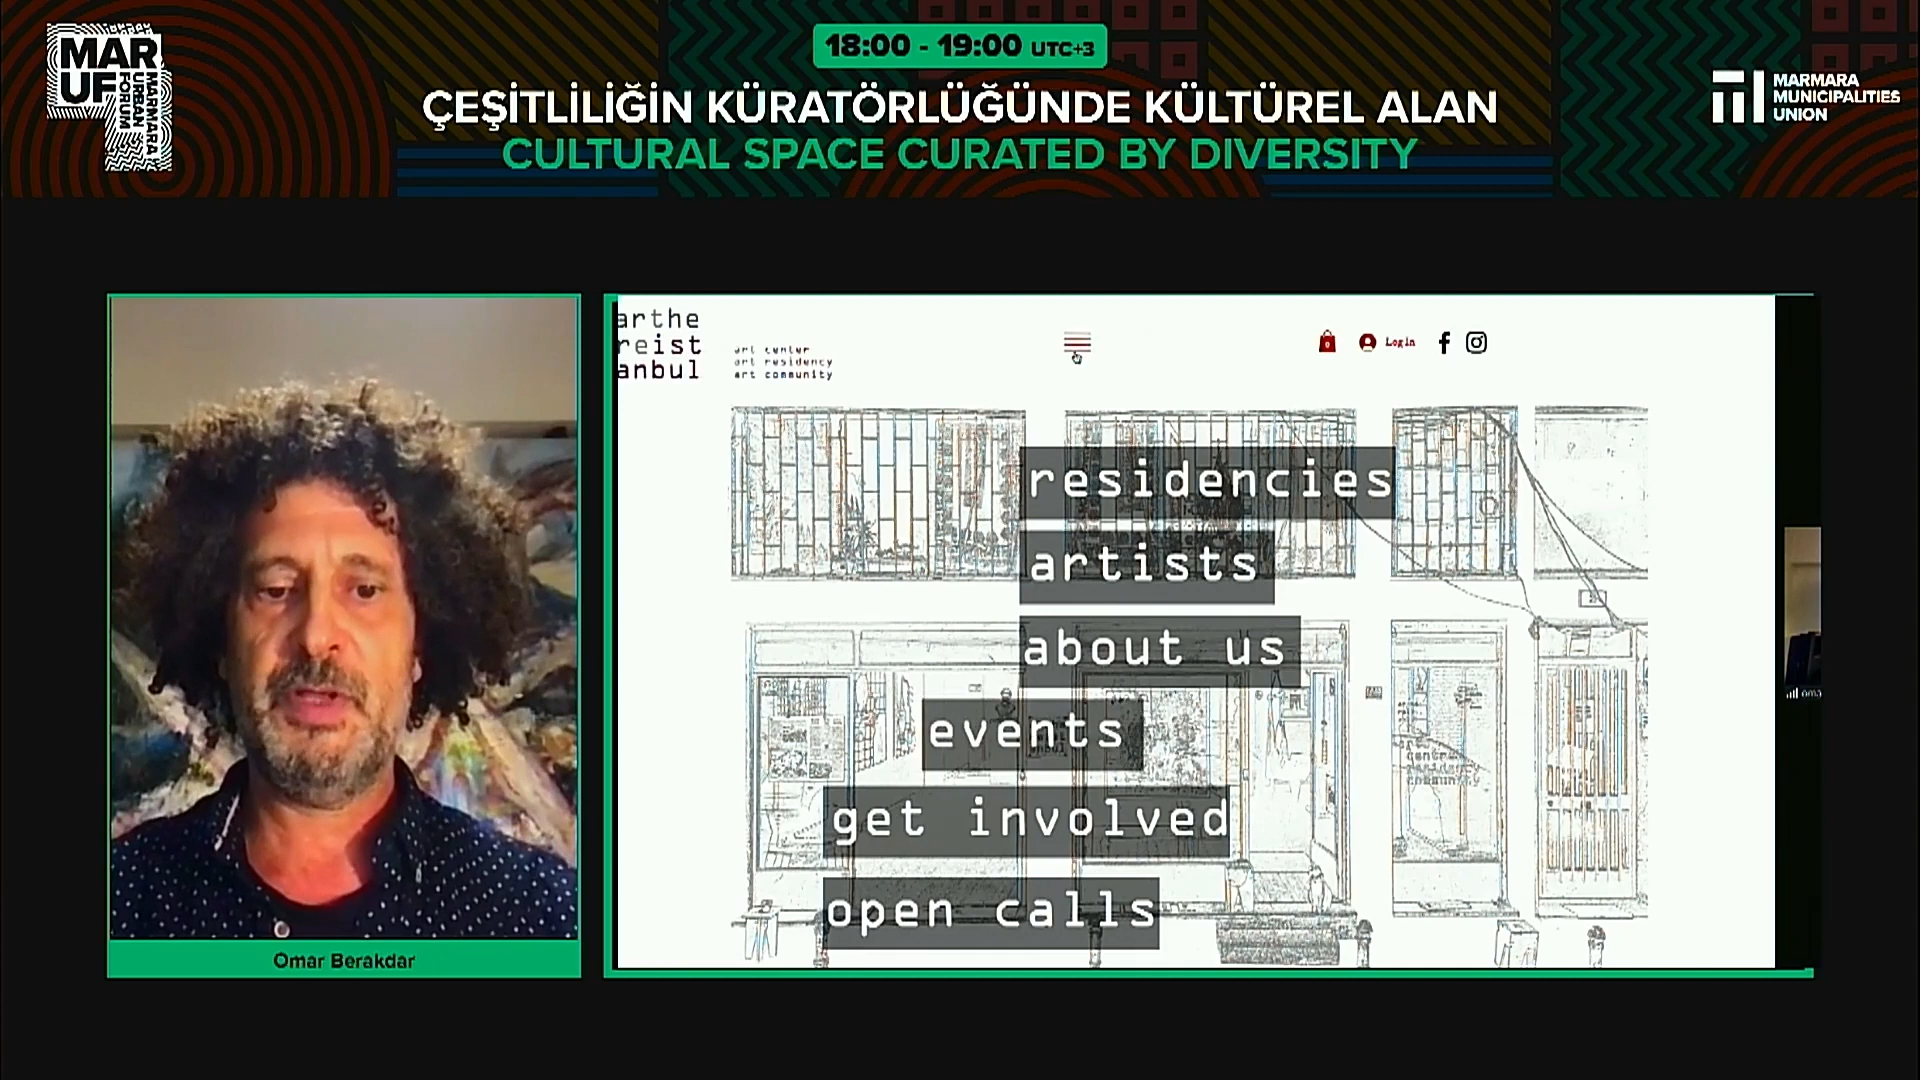 MAR
UF
MARMARA
URBAN
FORUM
18:00 - 19:00 UTC+3
ÇEŞİTLİLİĞİN KÜRATÖRLÜĞÜNDE KÜLTÜREL ALAN
CULTURAL SPACE CURATED BY DIVERSITY
MARMARA
MUNICIPALITIES
UNION
arthe
reist
anbul
art center
art residency
art community
0
Login
residencies
artists
about us
events
get involved
open calls
Omar Berakdar